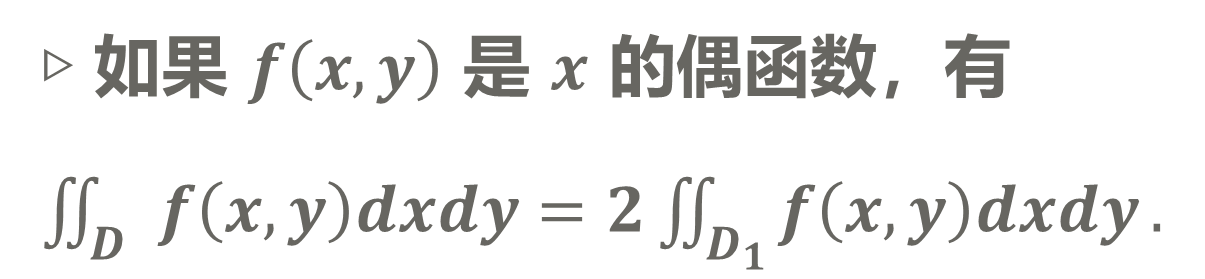 ▷ 如果 f(x,y) 是 x 的偶函数，有
∬_D f(x,y)dxdy = 2 ∬_{D_1} f(x,y)dxdy.